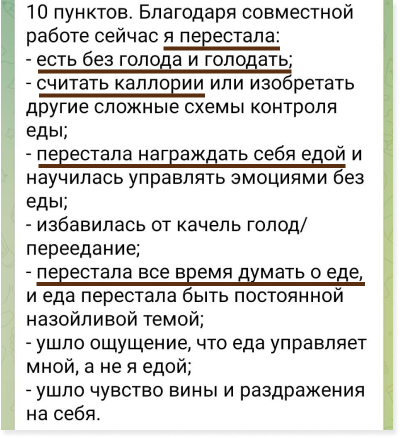 10 пунктов. Благодаря совместной
работе сейчас я перестала:
- есть без голода и голодать;
- считать каллории или изобретать
другие сложные схемы контроля
еды;
- перестала награждать себя едой и
научилась управлять эмоциями без
еды;
- избавилась от качель голод/
переедание;
- перестала все время думать о еде,
и еда перестала быть постоянной
назойливой темой;
- ушло ощущение, что еда управляет
мной, а не я едой;
- ушло чувство вины и раздражения
на себя.